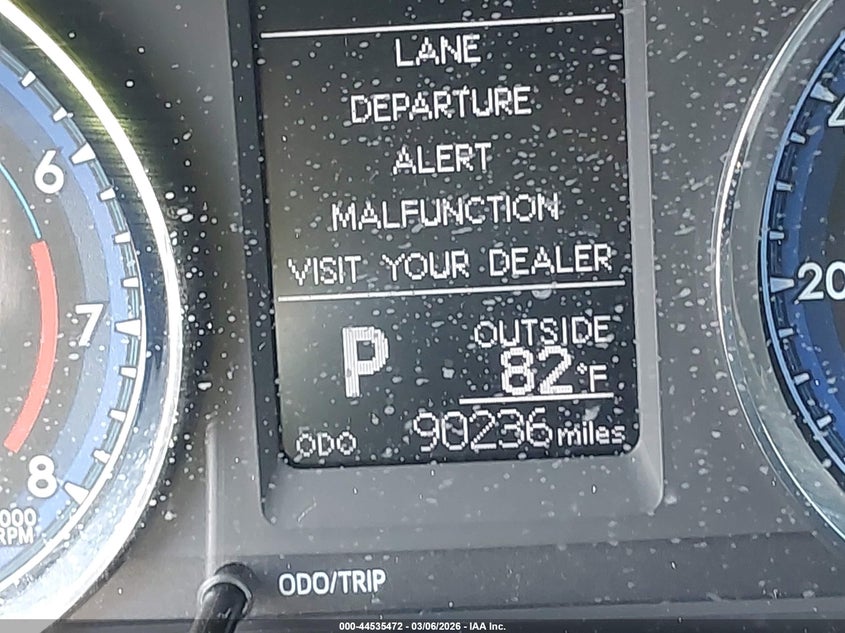 LANE
DEPARTURE
ALERT
MALFUNCTION
VISIT YOUR DEALER
P
OUTSIDE
82°F
ODO 90236 miles
6
7
8
000
RPM
20
ODO/TRIP
000-44535472 - 03/06/2026 - IAA Inc.